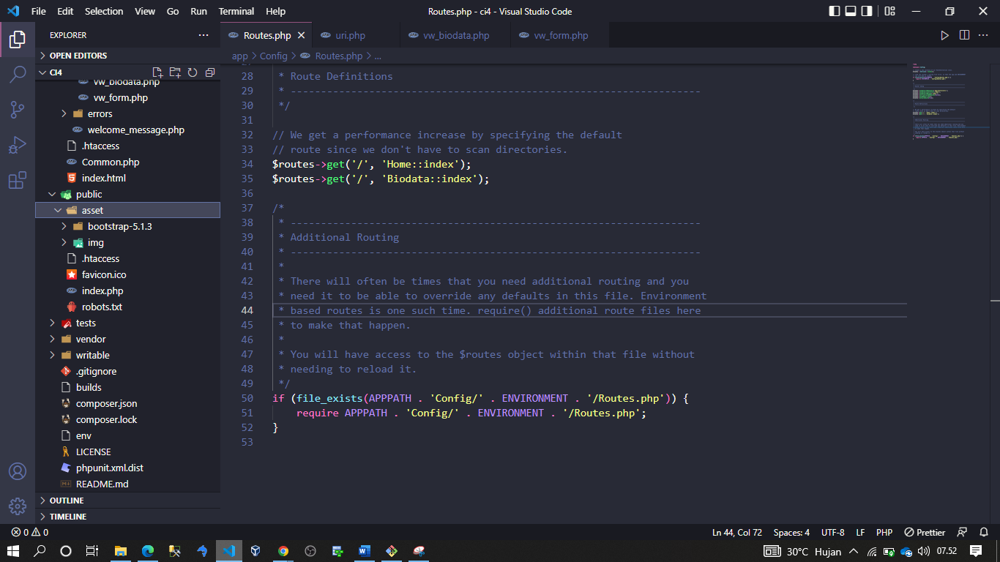 File Edit Selection View Go Run Terminal Help
Routes.php - ci4 - Visual Studio Code
EXPLORER
OPEN EDITORS
CI4
vw_biodata.php
vw_form.php
errors
welcome_message.php
.htaccess
Common.php
index.html
public
asset
bootstrap-5.1.3
img
.htaccess
favicon.ico
index.php
robots.txt
tests
vendor
writable
.gitignore
builds
composer.json
composer.lock
env
LICENSE
phpunit.xml.dist
README.md
OUTLINE
TIMELINE
Routes.php uri.php vw_biodata.php vw_form.php
app > Config > Routes.php > ...
28 * Route Definitions
29 * --------------------------------------------------------------------
30 */
31
32 // We get a performance increase by specifying the default
33 // route since we don't have to scan directories.
34 $routes->get('/', 'Home::index');
35 $routes->get('/', 'Biodata::index');
36
37 /*
38 * --------------------------------------------------------------------
39 * Additional Routing
40 * --------------------------------------------------------------------
41 *
42 * There will often be times that you need additional routing and you
43 * need it to be able to override any defaults in this file. Environment
44 * based routes is one such time. require() additional route files here
45 * to make that happen.
46 *
47 * You will have access to the $routes object within that file without
48 * needing to reload it.
49 */
50 if (file_exists(APPPATH . 'Config/' . ENVIRONMENT . '/Routes.php')) {
51 require APPPATH . 'Config/' . ENVIRONMENT . '/Routes.php';
52 }
53
0 0
Ln 44, Col 72 Spaces: 4 UTF-8 LF PHP Prettier
30°C Hujan 07.52